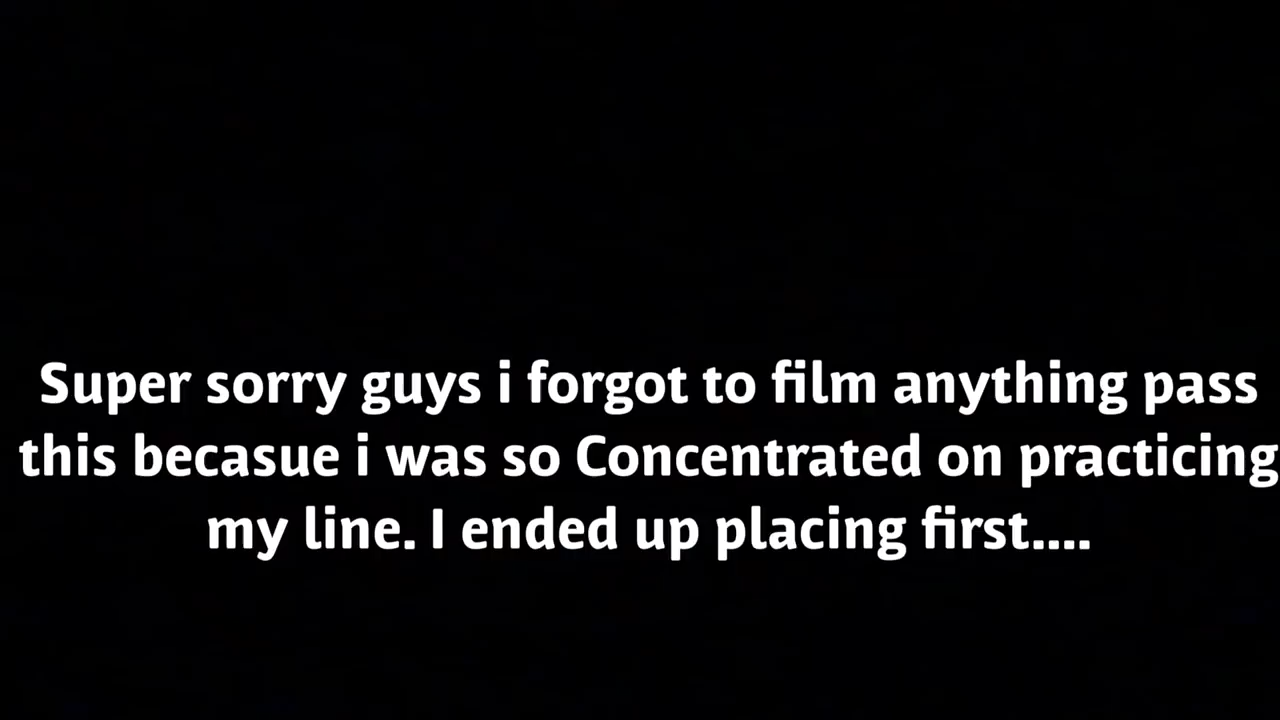 Super sorry guys i forgot to film anything pass
this becasue i was so Concentrated on practicing
my line. I ended up placing first....